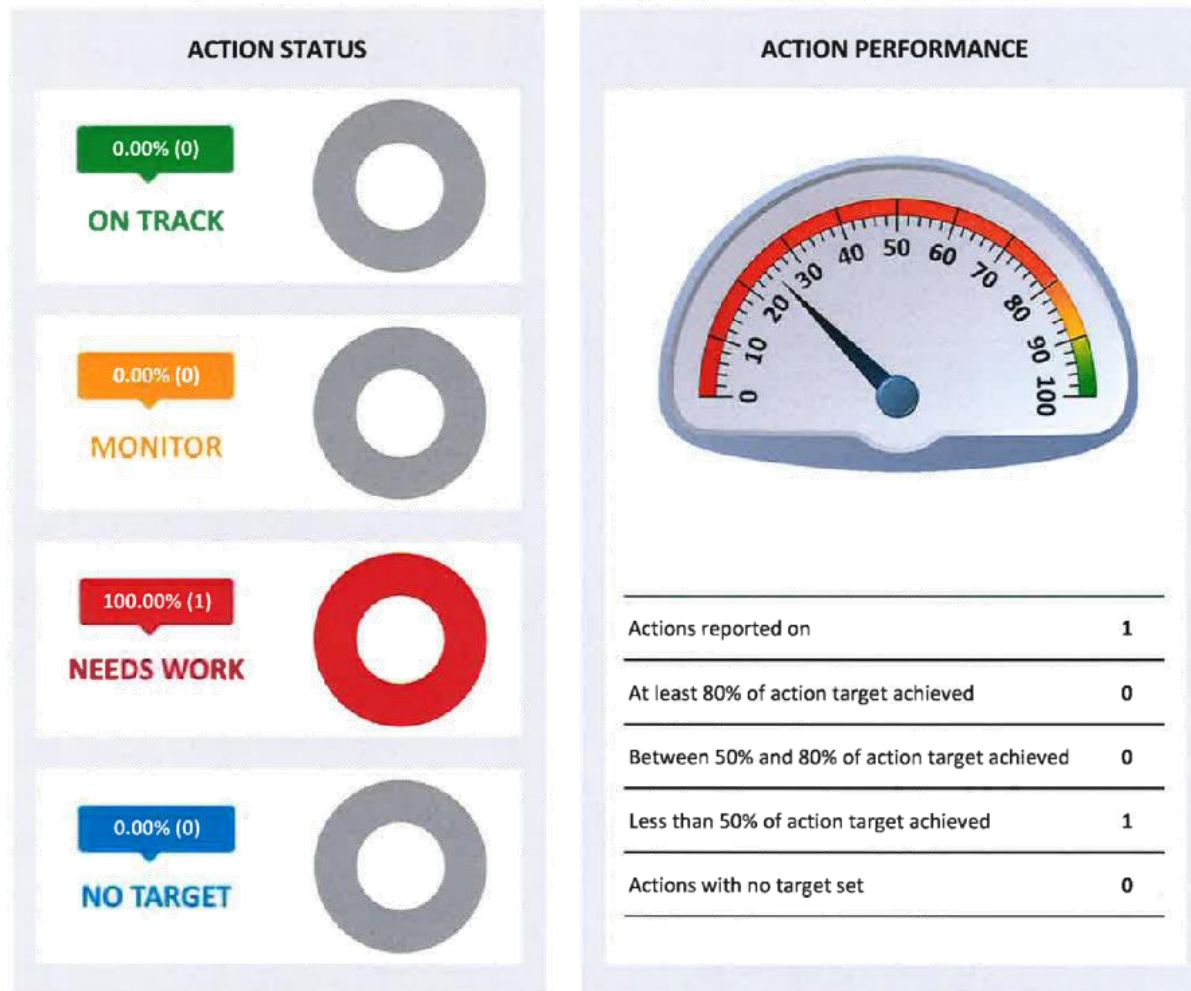 ACTION STATUS
0.00% (0)
ON TRACK
0.00% (0)
MONITOR
100.00% (1)
NEEDS WORK
0.00% (0)
NO TARGET
ACTION PERFORMANCE
0 10 20 30 40 50 60 70 80 90 100
Actions reported on 1
At least 80% of action target achieved 0
Between 50% and 80% of action target achieved 0
Less than 50% of action target achieved 1
Actions with no target set 0